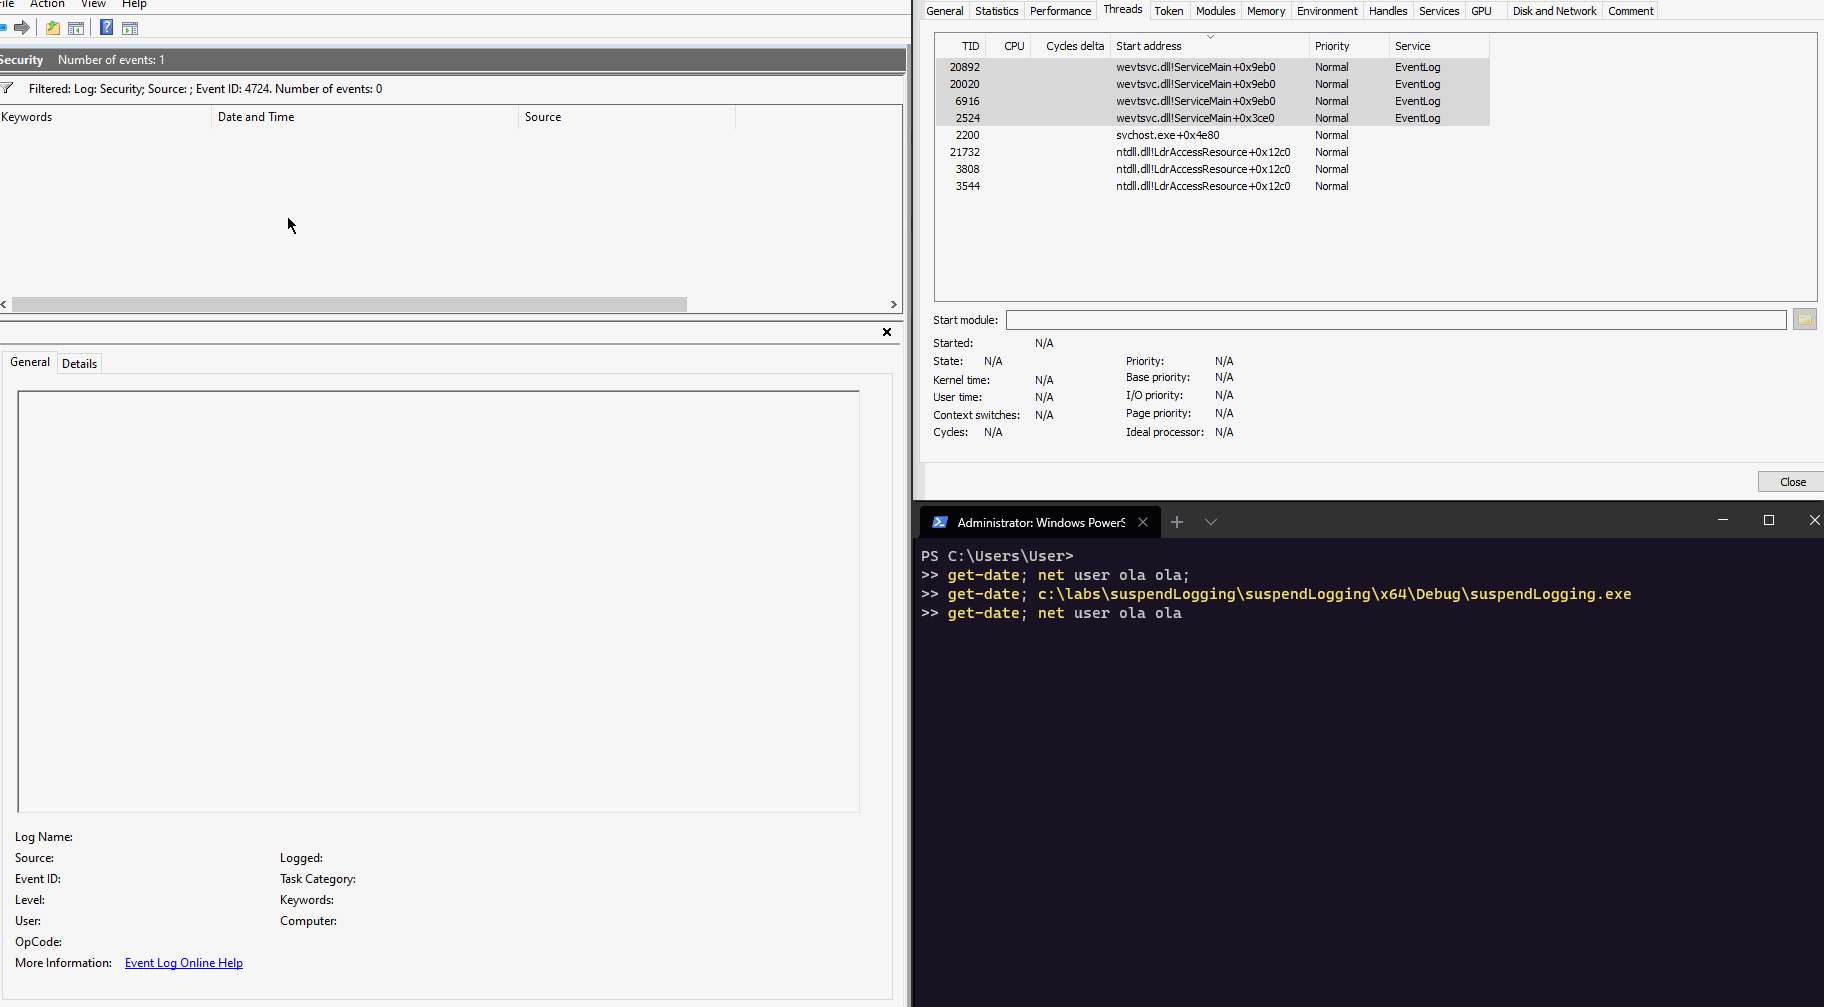 ile Action View Help
Security Number of events: 1
Filtered: Log: Security; Source: ; Event ID: 4724. Number of events: 0
Keywords Date and Time Source
General Details
Log Name:
Source: Logged:
Event ID: Task Category:
Level: Keywords:
User: Computer:
OpCode:
More Information: Event Log Online Help
General Statistics Performance Threads Token Modules Memory Environment Handles Services GPU Disk and Network Comment
TID CPU Cycles delta Start address Priority Service
20892 wevtsvc.dll!ServiceMain+0x9eb0 Normal EventLog
20020 wevtsvc.dll!ServiceMain+0x9eb0 Normal EventLog
6916 wevtsvc.dll!ServiceMain+0x9eb0 Normal EventLog
2524 wevtsvc.dll!ServiceMain+0x3ce0 Normal EventLog
2200 svchost.exe+0x4e80 Normal
21732 ntdll.dll!LdrAccessResource+0x12c0 Normal
3808 ntdll.dll!LdrAccessResource+0x12c0 Normal
3544 ntdll.dll!LdrAccessResource+0x12c0 Normal
Start module:
Started: N/A
State: N/A Priority: N/A
Kernel time: N/A Base priority: N/A
User time: N/A I/O priority: N/A
Context switches: N/A Page priority: N/A
Cycles: N/A Ideal processor: N/A
Close
Administrator: Windows PowerS
PS C:\Users\User>
>> get-date; net user ola ola;
>> get-date; c:\labs\suspendLogging\suspendLogging\x64\Debug\suspendLogging.exe
>> get-date; net user ola ola